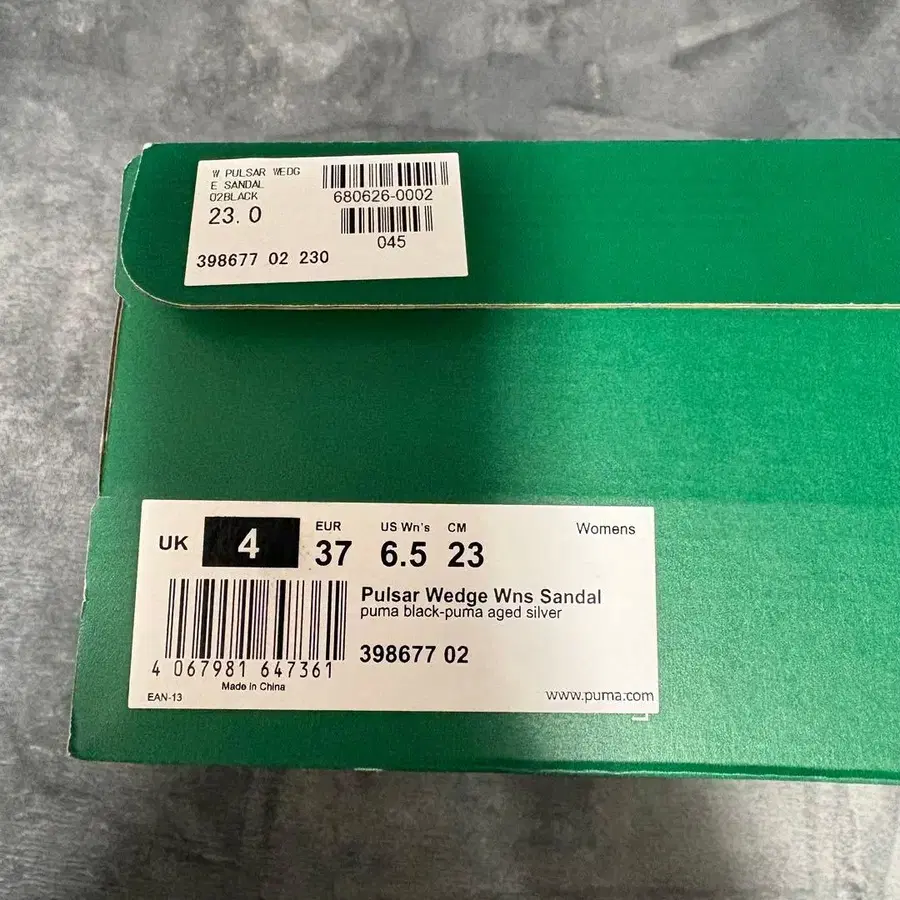 W PULSAR WEDG
E SANDAL
02BLACK
23.0
680626-0002
045
398677 02 230
UK 4
EUR 37
US Wn's 6.5
CM 23
Womens
Pulsar Wedge Wns Sandal
puma black-puma aged silver
398677 02
4 067981 647361
Made in China
EAN-13
www.puma.com